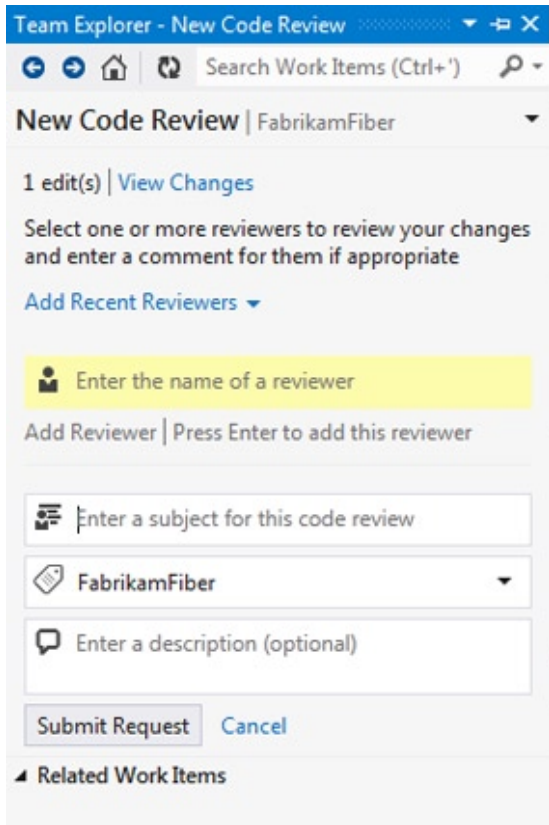 Team Explorer - New Code Review
Search Work Items (Ctrl+')
New Code Review | FabrikamFiber
1 edit(s) | View Changes
Select one or more reviewers to review your changes
and enter a comment for them if appropriate
Add Recent Reviewers
Enter the name of a reviewer
Add Reviewer | Press Enter to add this reviewer
Enter a subject for this code review
FabrikamFiber
Enter a description (optional)
Submit Request Cancel
Related Work Items